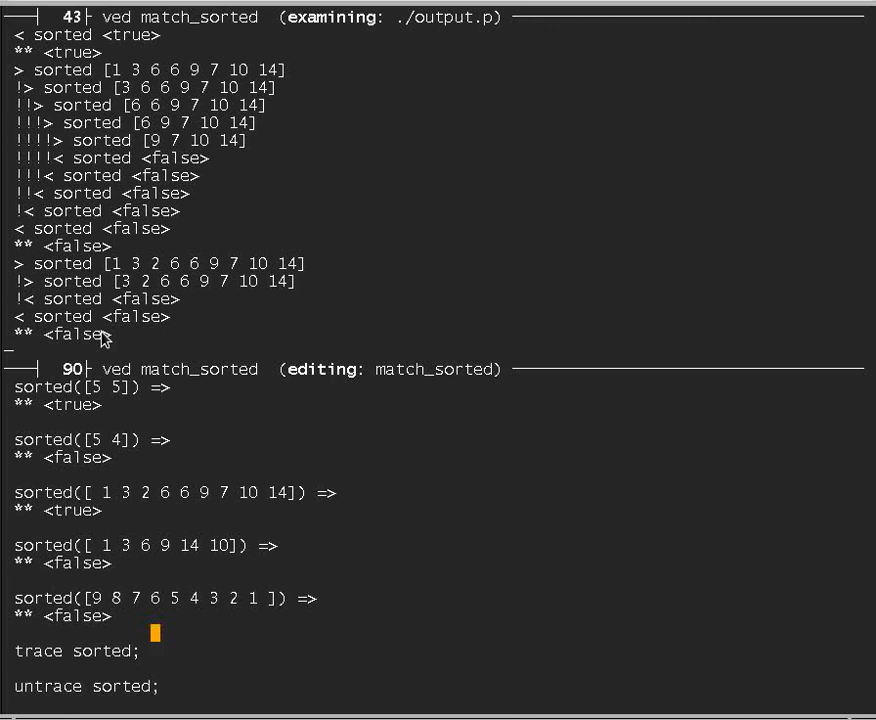 43 ved match_sorted (examining: ./output.p)
< sorted <true>
** <true>
> sorted [1 3 6 6 9 7 10 14]
!> sorted [3 6 6 9 7 10 14]
!!> sorted [6 6 9 7 10 14]
!!!> sorted [6 9 7 10 14]
!!!!> sorted [9 7 10 14]
!!!!< sorted <false>
!!!< sorted <false>
!!< sorted <false>
!< sorted <false>
< sorted <false>
** <false>
> sorted [1 3 2 6 6 9 7 10 14]
!> sorted [3 2 6 6 9 7 10 14]
!< sorted <false>
< sorted <false>
** <false>
90 ved match_sorted (editing: match_sorted)
sorted([5 5]) =>
** <true>
sorted([5 4]) =>
** <false>
sorted([ 1 3 2 6 6 9 7 10 14]) =>
** <true>
sorted([ 1 3 6 9 14 10]) =>
** <false>
sorted([9 8 7 6 5 4 3 2 1 ]) =>
** <false>
trace sorted;
untrace sorted;